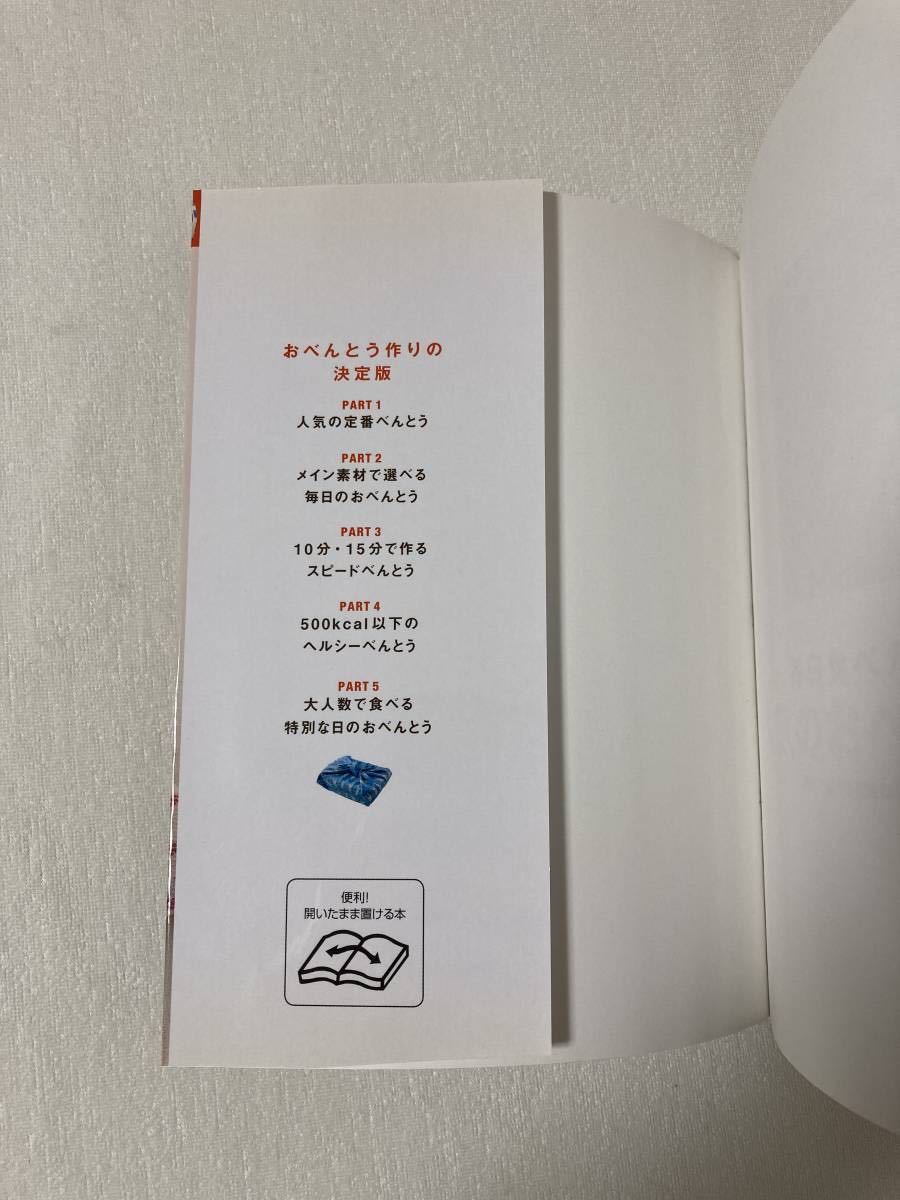 おべんとう作りの
決定版
PART 1
人気の定番べんとう
PART 2
メイン素材で選べる
毎日のおべんとう
PART 3
10分・15分で作る
スピードべんとう
PART 4
500kcal以下の
ヘルシーべんとう
PART 5
大人数で食べる
特別な日のおべんとう
便利!
開いたまま置ける本